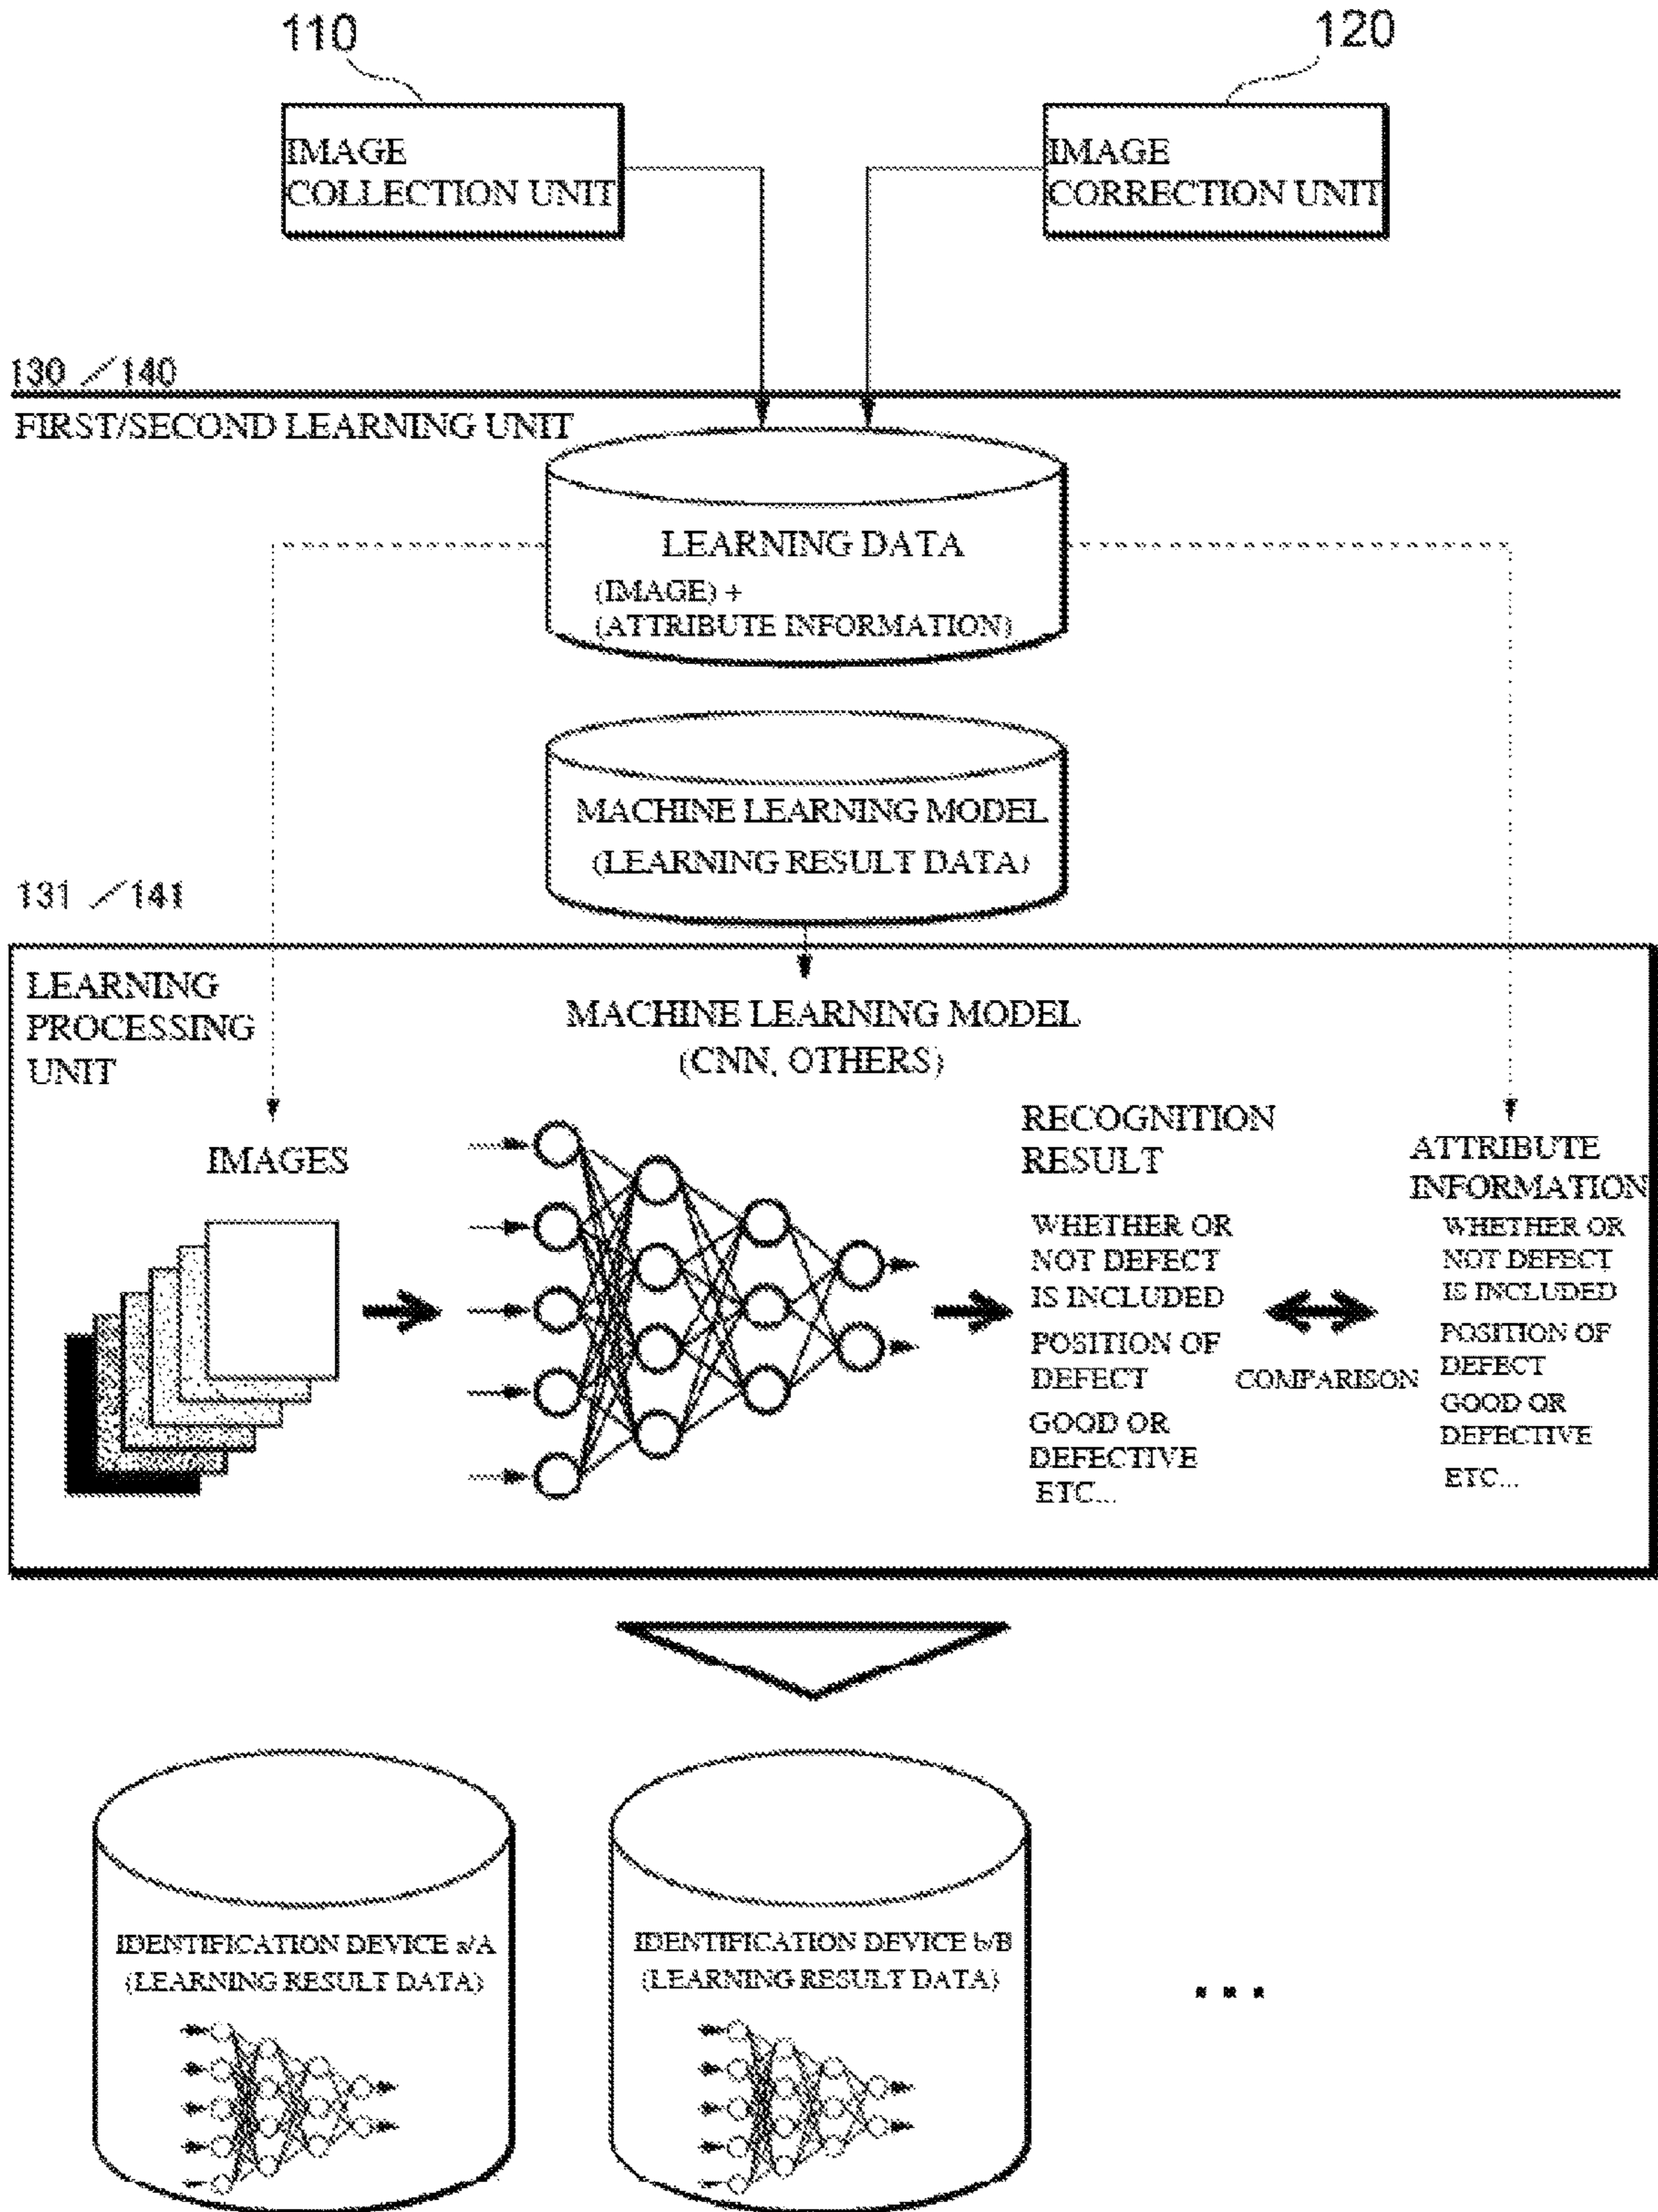 110
120
IMAGE
COLLECTION UNIT
IMAGE
CORRECTION UNIT
130 ／140
FIRST/SECOND LEARNING UNIT
LEARNING DATA
(IMAGE) +
(ATTRIBUTE INFORMATION)
MACHINE LEARNING MODEL
(LEARNING RESULT DATA)
131 ／141
LEARNING
PROCESSING
UNIT
MACHINE LEARNING MODEL
(CNN, OTHERS)
IMAGES
RECOGNITION
RESULT
WHETHER OR
NOT DEFECT
IS INCLUDED
POSITION OF
DEFECT
GOOD OR
DEFECTIVE
ETC...
COMPARISON
ATTRIBUTE
INFORMATION
WHETHER OR
NOT DEFECT
IS INCLUDED
POSITION OF
DEFECT
GOOD OR
DEFECTIVE
ETC...
IDENTIFICATION DEVICE a/A
(LEARNING RESULT DATA)
IDENTIFICATION DEVICE b/B
(LEARNING RESULT DATA)
...